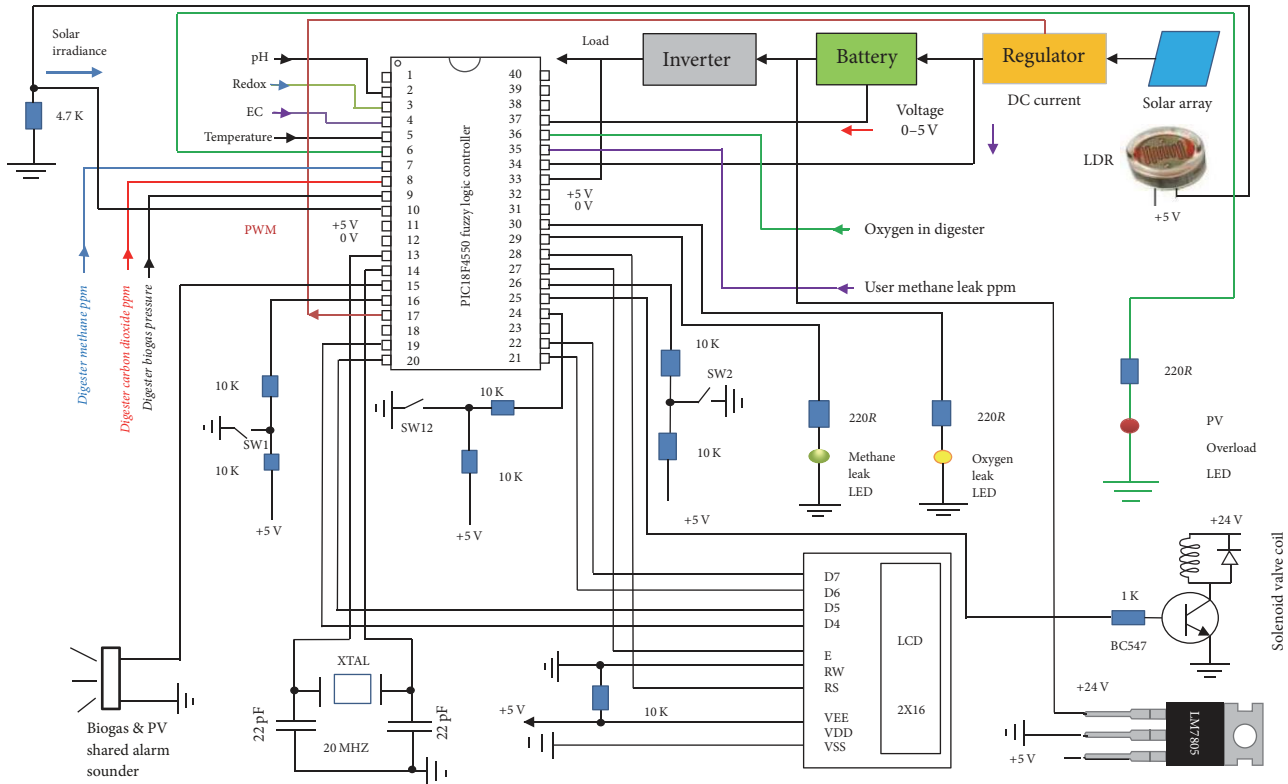 Solar
irradiance
4.7 K
pH
Redox
EC
Temperature
PWM
+5 V
0 V
Digester methane ppm
Digester carbon dioxide ppm
Digester biogas pressure
PIC18F4550 fuzzy logic controller
1
2
3
4
5
6
7
8
9
10
11
12
13
14
15
16
17
18
19
20
40
39
38
37
36
35
34
33
32
31
30
29
28
27
26
25
24
23
22
21
+5 V
0 V
Load
Inverter
Battery
Regulator
Voltage
0–5 V
DC current
Solar array
LDR
+5 V
Oxygen in digester
User methane leak ppm
10 K
SW1
10 K
+5 V
SW12
10 K
10 K
+5 V
10 K
SW2
10 K
+5 V
220R
Methane
leak
LED
220R
Oxygen
leak
LED
220R
PV
Overload
LED
+24 V
Solenoid valve coil
1 K
BC547
+24 V
+5 V
LM7805
D7
D6
D5
D4
E
RW
RS
VEE
VDD
VSS
LCD
2X16
+5 V
10 K
XTAL
22 pF
20 MHZ
22 pF
Biogas & PV
shared alarm
sounder